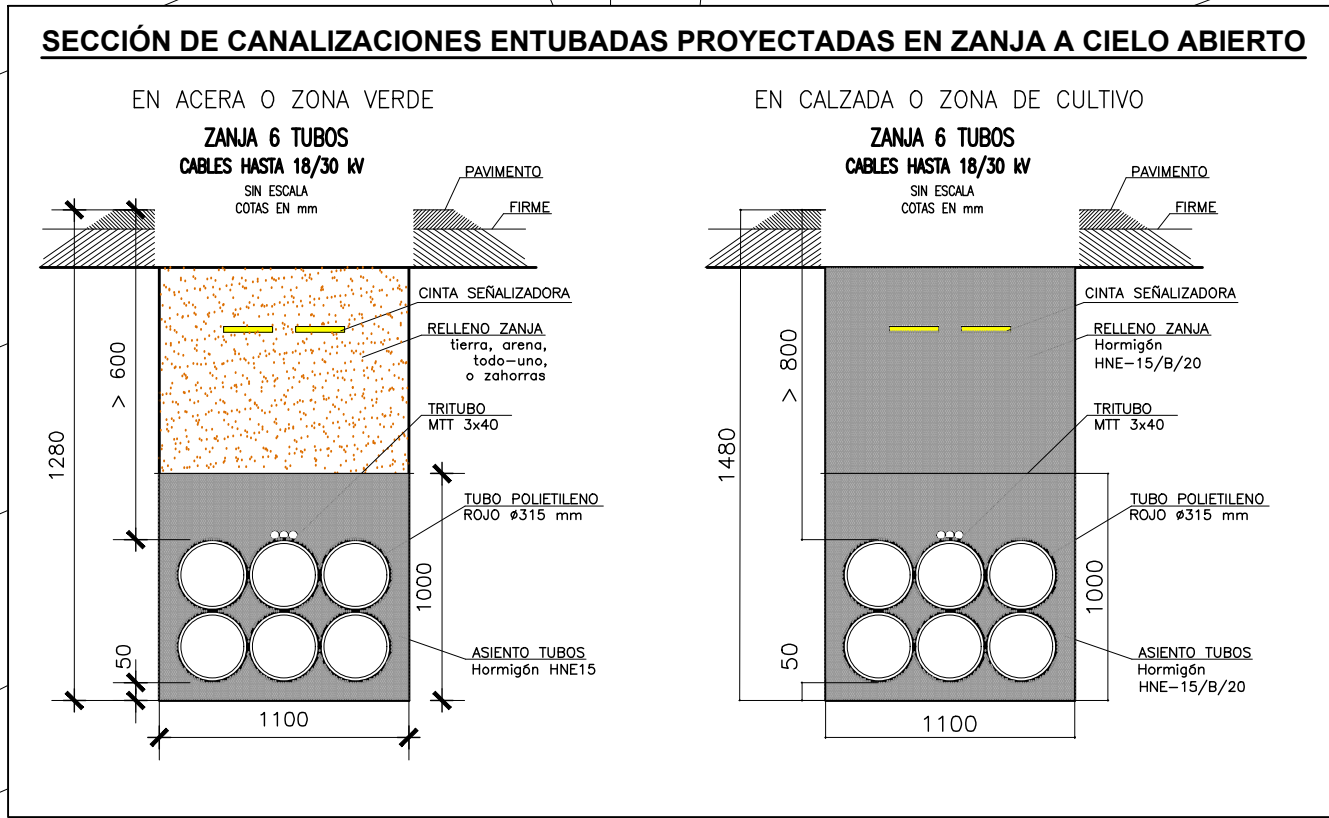 SECCIÓN DE CANALIZACIONES ENTUBADAS PROYECTADAS EN ZANJA A CIELO ABIERTO
EN ACERA O ZONA VERDE
ZANJA 6 TUBOS
CABLES HASTA 18/30 kV
SIN ESCALA
COTAS EN mm
PAVIMENTO
FIRME
CINTA SEÑALIZADORA
RELLENO ZANJA
tierra, arena,
todo-uno,
o zahorras
TRITUBO
MTT 3x40
TUBO POLIETILENO
ROJO ø315 mm
ASIENTO TUBOS
Hormigón HNE15
> 600
1280
50
1000
1100
EN CALZADA O ZONA DE CULTIVO
ZANJA 6 TUBOS
CABLES HASTA 18/30 kV
SIN ESCALA
COTAS EN mm
PAVIMENTO
FIRME
CINTA SEÑALIZADORA
RELLENO ZANJA
Hormigón
HNE-15/B/20
TRITUBO
MTT 3x40
TUBO POLIETILENO
ROJO ø315 mm
ASIENTO TUBOS
Hormigón
HNE-15/B/20
> 800
1480
50
1000
1100